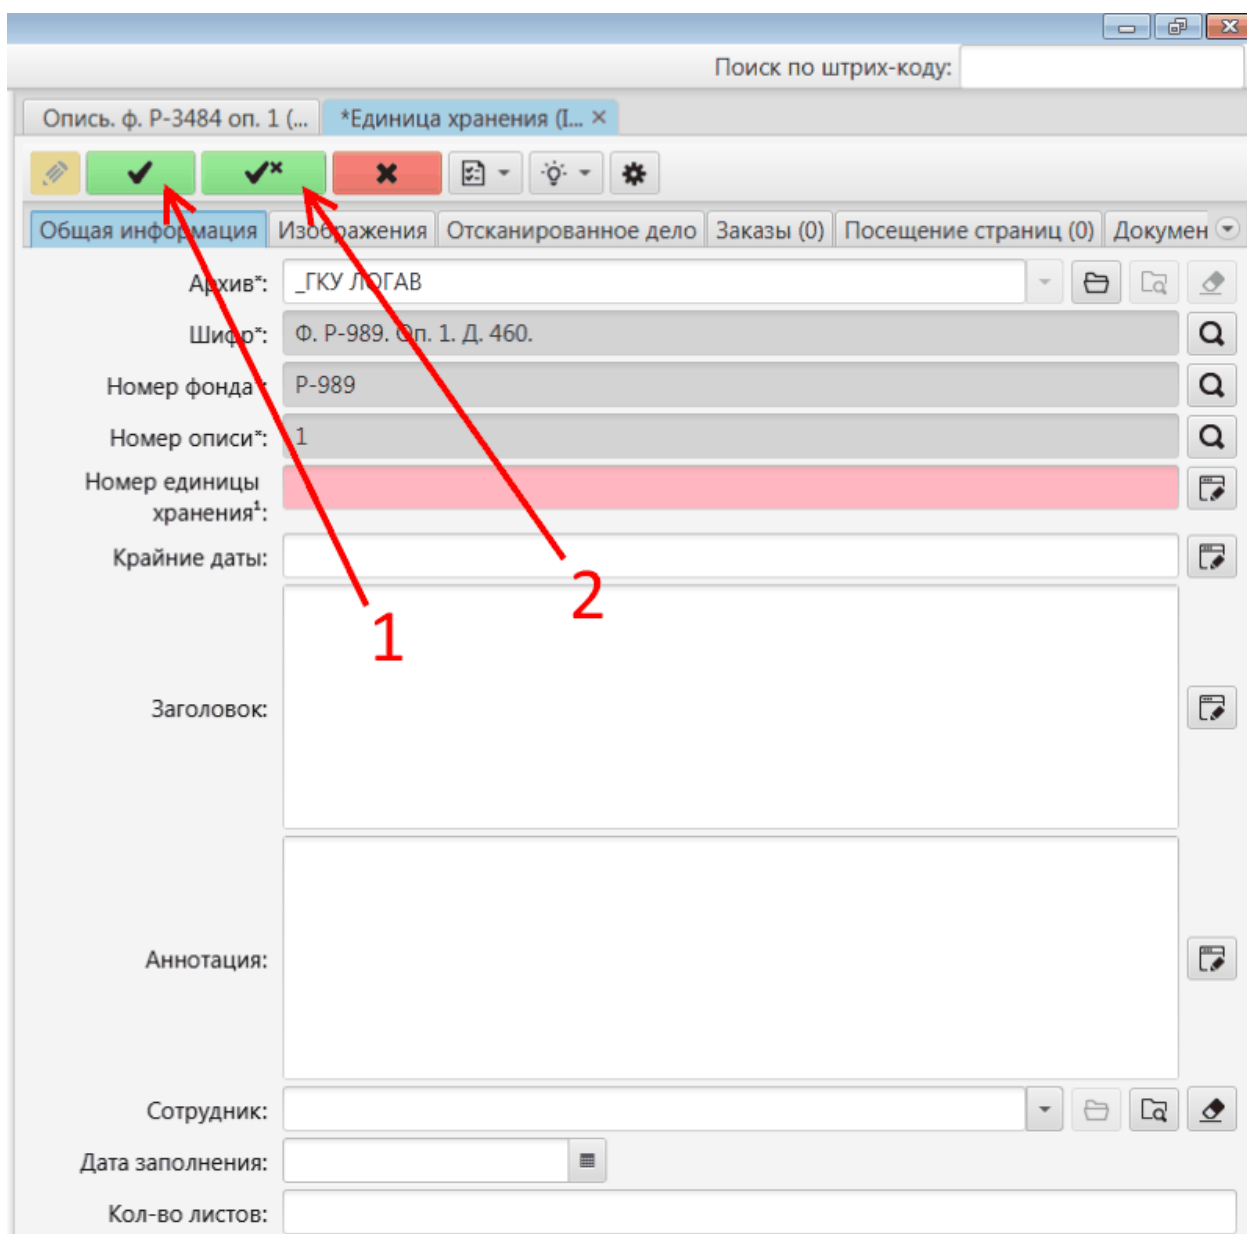 Поиск по штрих-коду:
Опись. ф. Р-3484 оп. 1 (... *Единица хранения (I... ×
Общая информация Изображения Отсканированное дело Заказы (0) Посещение страниц (0) Докумен
Архив*: _ГКУ ЛОГАВ
Шифр*: Ф. Р-989. Оп. 1. Д. 460.
Номер фонда*: Р-989
Номер описи*: 1
Номер единицы
хранения¹:
Крайние даты:
2
1
Заголовок:
Аннотация:
Сотрудник:
Дата заполнения:
Кол-во листов: